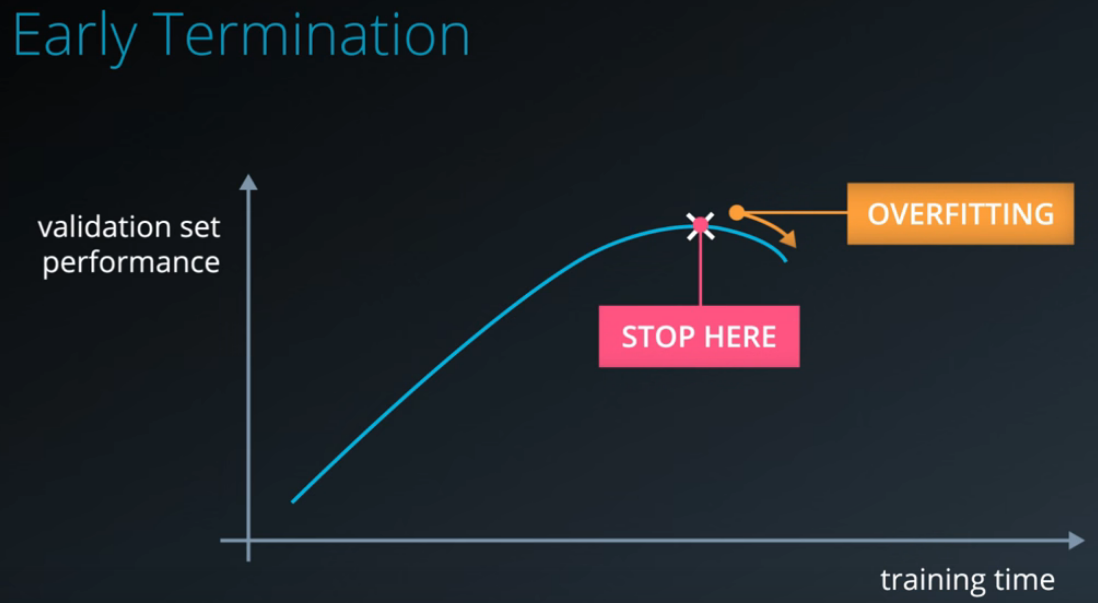 Early Termination
validation set
performance
OVERFITTING
STOP HERE
training time